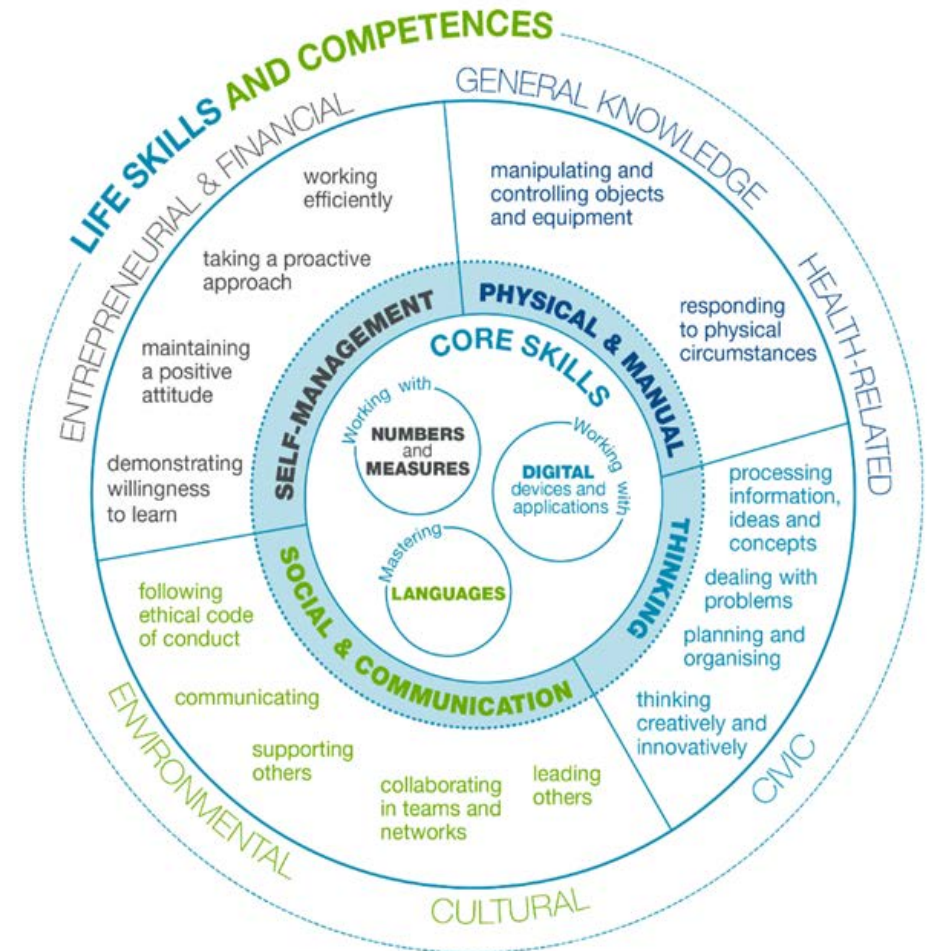 LIFE SKILLS AND COMPETENCES
ENTREPRENEURIAL & FINANCIAL
GENERAL KNOWLEDGE
HEALTH-RELATED
CIVIC
CULTURAL
ENVIRONMENTAL
SELF-MANAGEMENT
working
efficiently
taking a proactive
approach
maintaining
a positive
attitude
demonstrating
willingness
to learn
PHYSICAL & MANUAL
manipulating and
controlling objects
and equipment
responding
to physical
circumstances
THINKING
processing
information,
ideas and
concepts
dealing with
problems
planning and
organising
thinking
creatively and
innovatively
SOCIAL & COMMUNICATION
following
ethical code
of conduct
communicating
supporting
others
collaborating
in teams and
networks
leading
others
CORE SKILLS
Working with
NUMBERS
and
MEASURES
Working with
DIGITAL
devices and
applications
Mastering
LANGUAGES